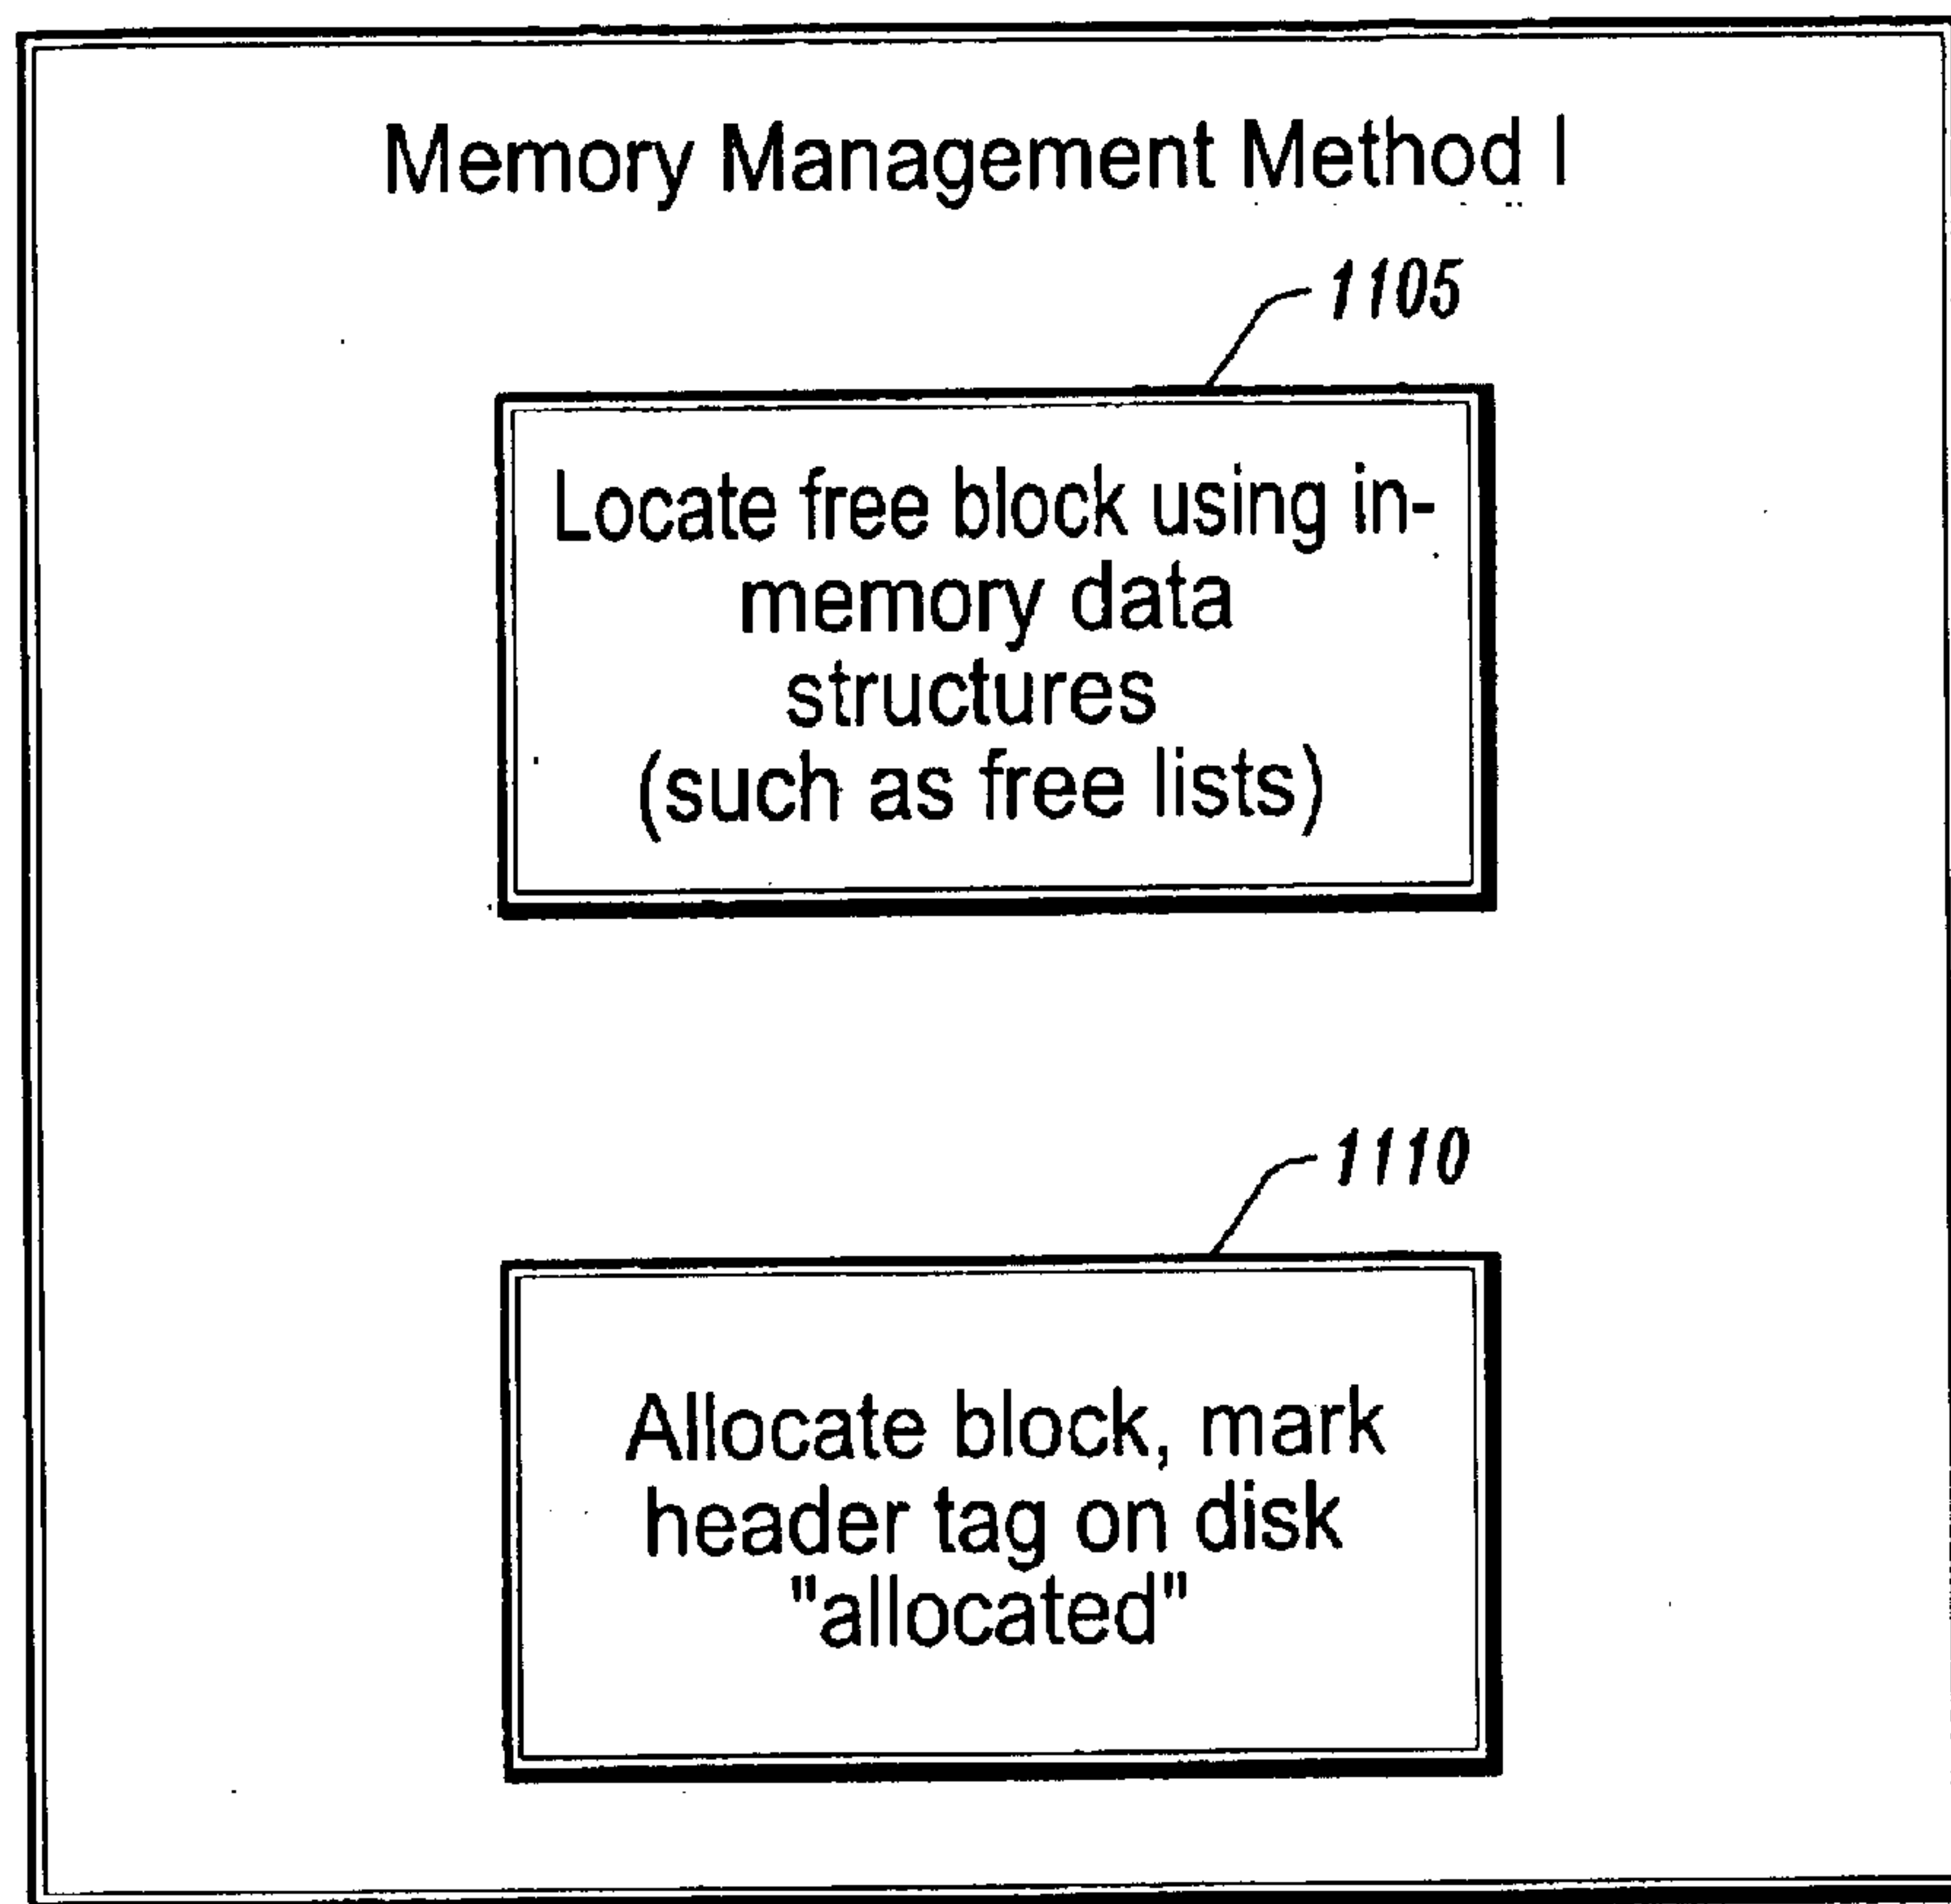 Memory Management Method I
1105
Locate free block using in-
memory data
structures
(such as free lists)
1110
Allocate block, mark
header tag on disk
"allocated"